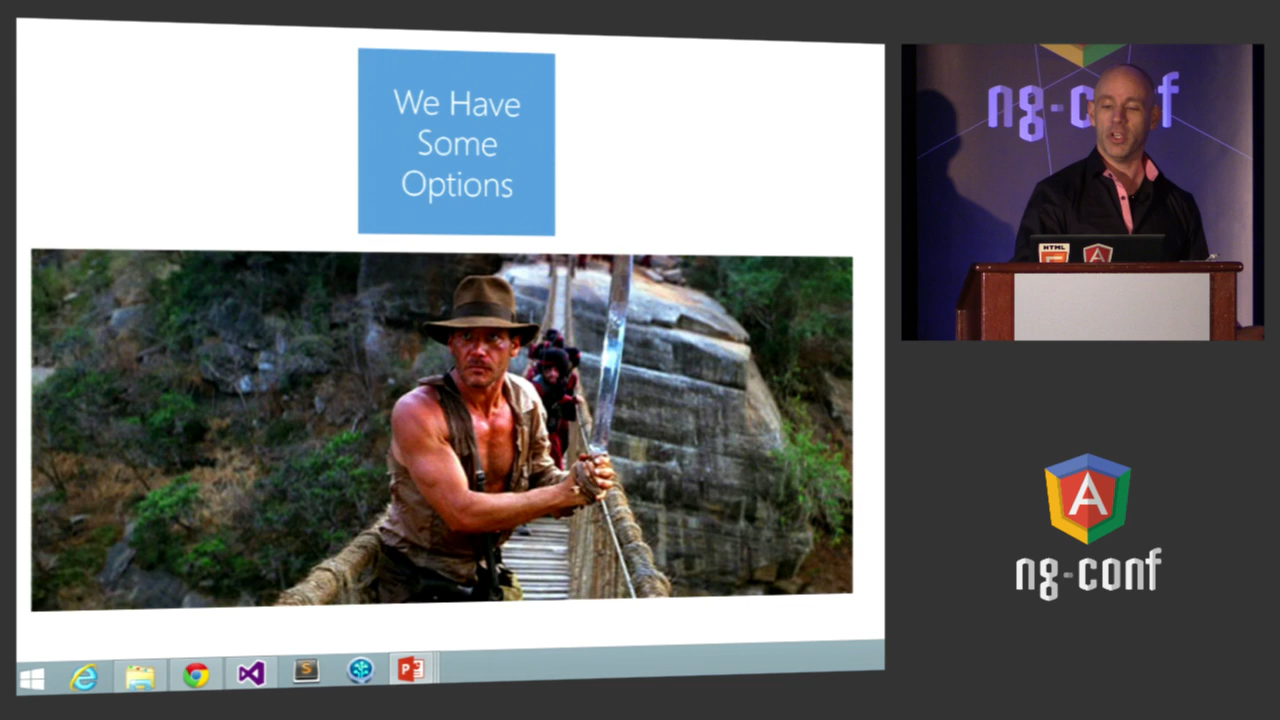 We Have
Some
Options
ng-conf
HTML
A
A
ng-conf
S
P